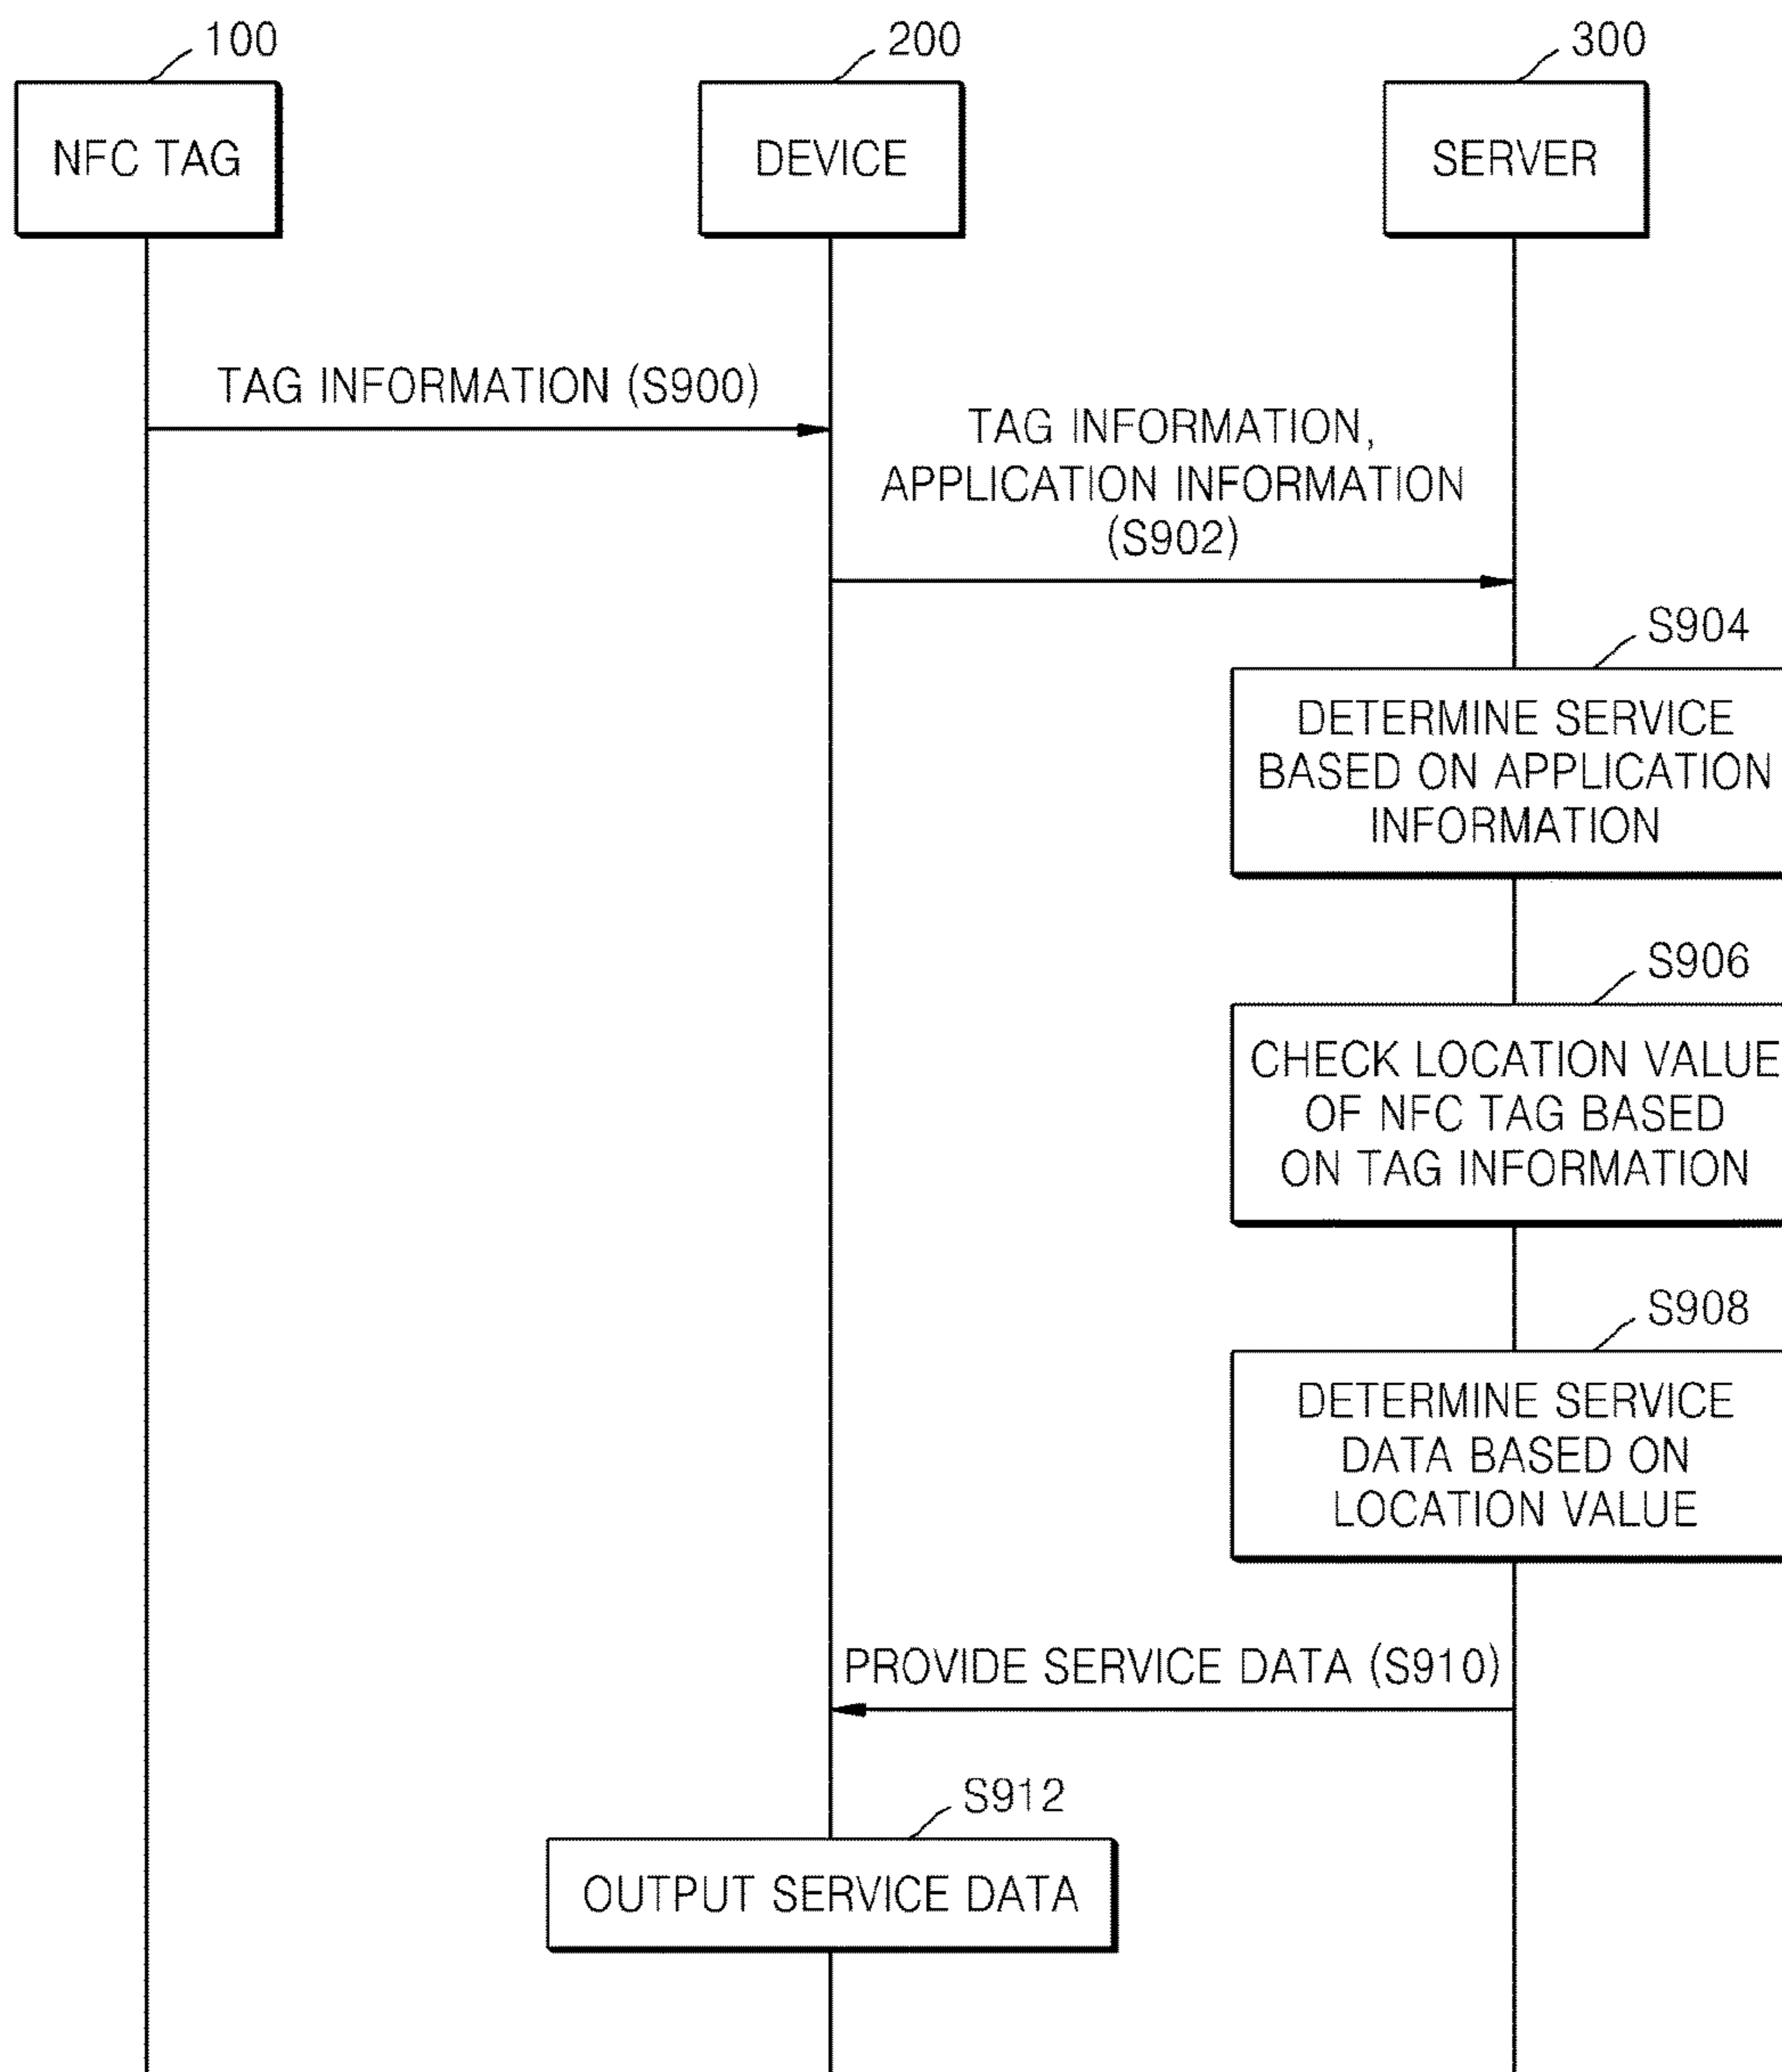 100
200
300
NFC TAG
DEVICE
SERVER
TAG INFORMATION (S900)
TAG INFORMATION,
APPLICATION INFORMATION
(S902)
S904
DETERMINE SERVICE
BASED ON APPLICATION
INFORMATION
S906
CHECK LOCATION VALUE
OF NFC TAG BASED
ON TAG INFORMATION
S908
DETERMINE SERVICE
DATA BASED ON
LOCATION VALUE
PROVIDE SERVICE DATA (S910)
S912
OUTPUT SERVICE DATA